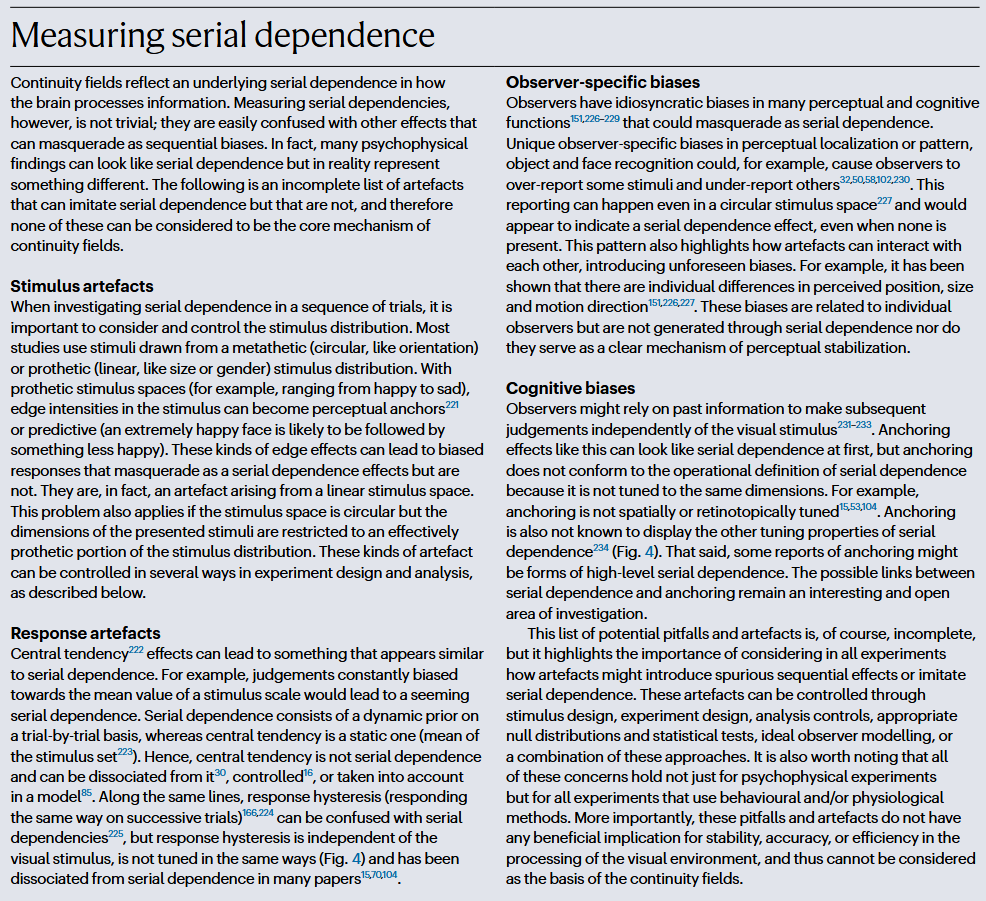 Measuring serial dependence
Continuity fields reflect an underlying serial dependence in how
the brain processes information. Measuring serial dependencies,
however, is not trivial; they are easily confused with other effects that
can masquerade as sequential biases. In fact, many psychophysical
findings can look like serial dependence but in reality represent
something different. The following is an incomplete list of artefacts
that can imitate serial dependence but that are not, and therefore
none of these can be considered to be the core mechanism of
continuity fields.
Stimulus artefacts
When investigating serial dependence in a sequence of trials, it is
important to consider and control the stimulus distribution. Most
studies use stimuli drawn from a metathetic (circular, like orientation)
or prothetic (linear, like size or gender) stimulus distribution. With
prothetic stimulus spaces (for example, ranging from happy to sad),
edge intensities in the stimulus can become perceptual anchors221
or predictive (an extremely happy face is likely to be followed by
something less happy). These kinds of edge effects can lead to biased
responses that masquerade as a serial dependence effects but are
not. They are, in fact, an artefact arising from a linear stimulus space.
This problem also applies if the stimulus space is circular but the
dimensions of the presented stimuli are restricted to an effectively
prothetic portion of the stimulus distribution. These kinds of artefact
can be controlled in several ways in experiment design and analysis,
as described below.
Response artefacts
Central tendency222 effects can lead to something that appears similar
to serial dependence. For example, judgements constantly biased
towards the mean value of a stimulus scale would lead to a seeming
serial dependence. Serial dependence consists of a dynamic prior on
a trial-by-trial basis, whereas central tendency is a static one (mean of
the stimulus set223). Hence, central tendency is not serial dependence
and can be dissociated from it30, controlled16, or taken into account
in a model85. Along the same lines, response hysteresis (responding
the same way on successive trials)166,224 can be confused with serial
dependencies225, but response hysteresis is independent of the
visual stimulus, is not tuned in the same ways (Fig. 4) and has been
dissociated from serial dependence in many papers15,70,104.
Observer-specific biases
Observers have idiosyncratic biases in many perceptual and cognitive
functions151,226–229 that could masquerade as serial dependence.
Unique observer-specific biases in perceptual localization or pattern,
object and face recognition could, for example, cause observers to
over-report some stimuli and under-report others32,50,58,102,230. This
reporting can happen even in a circular stimulus space227 and would
appear to indicate a serial dependence effect, even when none is
present. This pattern also highlights how artefacts can interact with
each other, introducing unforeseen biases. For example, it has been
shown that there are individual differences in perceived position, size
and motion direction151,226,227. These biases are related to individual
observers but are not generated through serial dependence nor do
they serve as a clear mechanism of perceptual stabilization.
Cognitive biases
Observers might rely on past information to make subsequent
judgements independently of the visual stimulus231–233. Anchoring
effects like this can look like serial dependence at first, but anchoring
does not conform to the operational definition of serial dependence
because it is not tuned to the same dimensions. For example,
anchoring is not spatially or retinotopically tuned15,53,104. Anchoring
is also not known to display the other tuning properties of serial
dependence234 (Fig. 4). That said, some reports of anchoring might
be forms of high-level serial dependence. The possible links between
serial dependence and anchoring remain an interesting and open
area of investigation.
This list of potential pitfalls and artefacts is, of course, incomplete,
but it highlights the importance of considering in all experiments
how artefacts might introduce spurious sequential effects or imitate
serial dependence. These artefacts can be controlled through
stimulus design, experiment design, analysis controls, appropriate
null distributions and statistical tests, ideal observer modelling, or
a combination of these approaches. It is also worth noting that all
of these concerns hold not just for psychophysical experiments
but for all experiments that use behavioural and/or physiological
methods. More importantly, these pitfalls and artefacts do not have
any beneficial implication for stability, accuracy, or efficiency in the
processing of the visual environment, and thus cannot be considered
as the basis of the continuity fields.